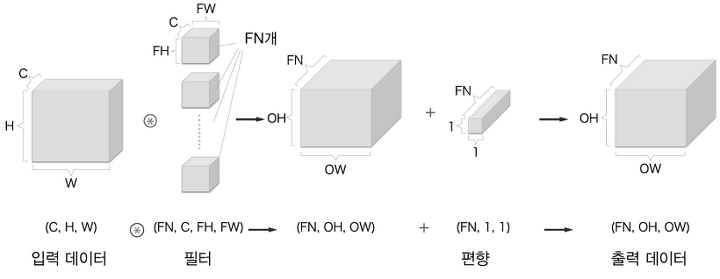 C
FW
FH
FN개
C
H
W
⊛
FN
OH
OW
+
FN
1
1
FN
OH
OW
(C, H, W) ⊛ (FN, C, FH, FW) → (FN, OH, OW) + (FN, 1, 1) → (FN, OH, OW)
입력 데이터 필터 편향 출력 데이터